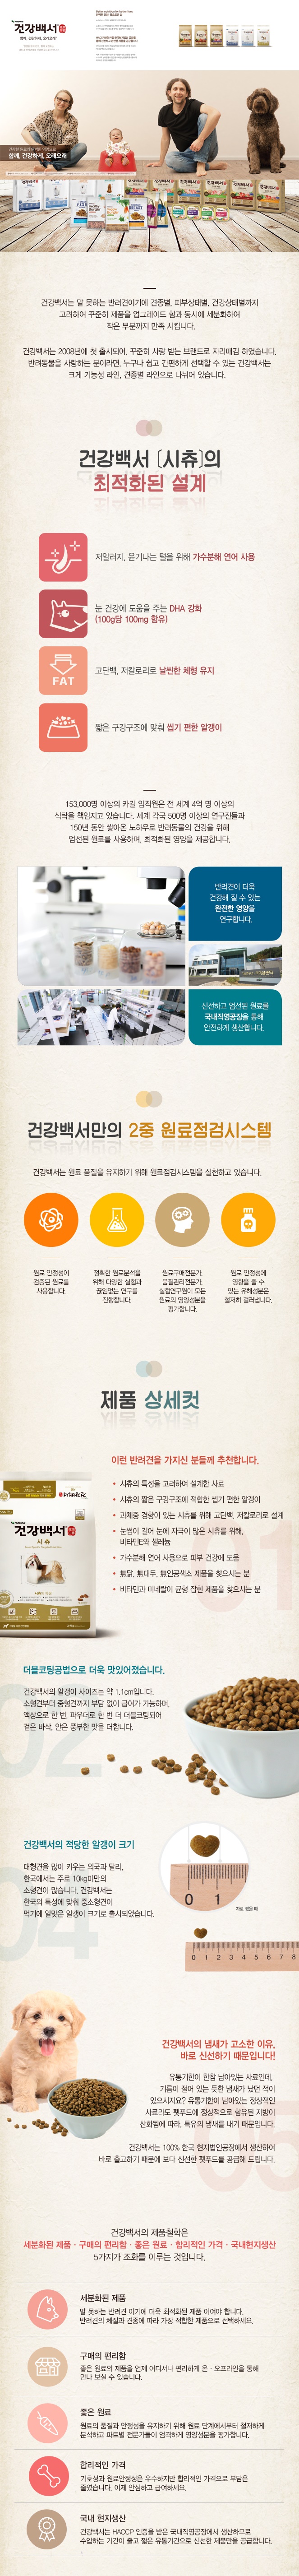 건강백서
함께, 건강하게, 오래오래
건강백서는 말 못하는 반려견이기에 견종별, 피부상태별, 건강상태별까지
고려하여 꾸준히 제품을 업그레이드 함과 동시에 세분화하여
작은 부분까지 만족 시킵니다.
건강백서는 2008년에 첫 출시되어, 꾸준히 사랑 받는 브랜드로 자리매김 하였습니다.
반려동물을 사랑하는 분이라면, 누구나 쉽고 간편하게 선택할 수 있는 건강백서는
크게 기능성 라인, 견종별 라인으로 나뉘어 있습니다.
건강백서 [시츄]의
최적화된 설계
저알러지, 윤기나는 털을 위해 가수분해 연어 사용
눈 건강에 도움을 주는 DHA 강화
(100g당 100mg 함유)
FAT
고단백, 저칼로리로 날씬한 체형 유지
짧은 구강구조에 맞춰 씹기 편한 알갱이
153,000명 이상의 카길 임직원은 전 세계 4억 명 이상의
식탁을 책임지고 있습니다. 세계 각국 500명 이상의 연구진들과
150년 동안 쌓아온 노하우로 반려동물의 건강을 위해
엄선된 원료를 사용하며, 최적화된 영양을 제공합니다.
반려견이 더욱
건강해 질 수 있는
완전한 영양을
연구합니다.
신선하고 엄선된 원료를
국내직영공장을 통해
안전하게 생산합니다.
건강백서만의 2중 원료점검시스템
건강백서는 원료 품질을 유지하기 위해 원료점검시스템을 실천하고 있습니다.
원료 안정성이
검증된 원료를
사용합니다.
정확한 원료분석을
위해 다양한 실험과
끊임없는 연구를
진행합니다.
원료구매전문가,
품질관리전문가,
실험연구원이 모든
원료의 영양성분을
평가합니다.
원료 안정성에
영향을 줄 수
있는 유해성분은
철저히 걸러냅니다.
제품 상세컷
이런 반려견을 가지신 분들께 추천합니다.
건강백서
시츄
• 시츄의 특성을 고려하여 설계한 사료
• 시츄의 짧은 구강구조에 적합한 씹기 편한 알갱이
• 과체중 경향이 있는 시츄를 위해 고단백, 저칼로리로 설계
• 눈썹이 길어 눈에 자극이 많은 시츄를 위해,
비타민E와 셀레늄
• 가수분해 연어 사용으로 피부 건강에 도움
• 無닭, 無대두, 無인공색소 제품을 찾으시는 분
• 비타민과 미네랄이 균형 잡힌 제품을 찾으시는 분
01
더블코팅공법으로 더욱 맛있어졌습니다.
건강백서의 알갱이 사이즈는 약 1.1cm입니다.
소형견부터 중형견까지 부담 없이 급여가 가능하며,
액상으로 한 번, 파우더로 한 번 더 더블코팅되어
겉은 바삭, 안은 풍부한 맛을 더합니다.
02
건강백서의 적당한 알갱이 크기
대형견을 많이 키우는 외국과 달리,
한국에서는 주로 10kg미만의
소형견이 많습니다. 건강백서는
한국의 특성에 맞춰 중소형견이
먹기에 알맞은 알갱이 크기로 출시되었습니다.
04
0 1
자로 쟀을 때
0 1 2 3 4 5 6 7 8
건강백서의 냄새가 고소한 이유,
바로 신선하기 때문입니다!
유통기한이 한참 남아있는 사료인데,
기름이 절어 있는 듯한 냄새가 났던 적이
있으시지요? 유통기한이 남아있는 정상적인
사료라도 펫푸드에 정상적으로 함유된 지방이
산화됨에 따라, 특유의 냄새를 내기 때문입니다.
건강백서는 100% 한국 현지법인공장에서 생산하여
바로 출고하기 때문에 보다 신선한 펫푸드를 공급해 드립니다.
건강백서의 제품철학은
세분화된 제품 · 구매의 편리함 · 좋은 원료 · 합리적인 가격 · 국내현지생산
5가지가 조화를 이루는 것입니다.
세분화된 제품
말 못하는 반려견 이기에 더욱 최적화된 제품 이여야 합니다.
반려견의 체질과 견종에 따라 가장 적합한 제품으로 선택하세요.
구매의 편리함
좋은 원료의 제품을 언제 어디서나 편리하게 온 · 오프라인을 통해
만나 보실 수 있습니다.
좋은 원료
원료의 품질과 안정성을 유지하기 위해 원료 단계에서부터 철저하게
분석하고 파트별 전문가들이 엄격하게 영양성분을 평가합니다.
합리적인 가격
기호성과 원료안정성은 우수하지만 합리적인 가격으로 부담은
줄였습니다. 이제 안심하고 급여하세요.
국내 현지생산
건강백서는 HACCP 인증을 받은 국내직영공장에서 생산하므로
수입하는 기간이 줄고 짧은 유통기간으로 신선한 제품만을 공급합니다.